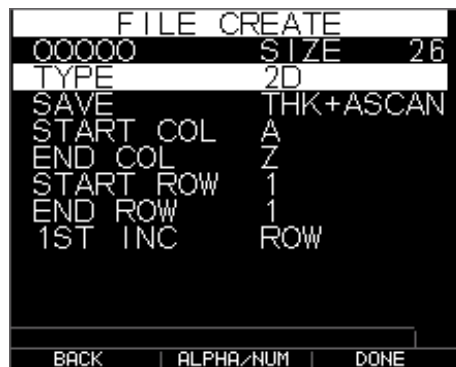 FILE CREATE
00000 SIZE 26
TYPE 2D
SAVE THK+ASCAN
START COL A
END COL Z
START ROW 1
END ROW 1
1ST INC ROW
BACK | ALPHA/NUM | DONE